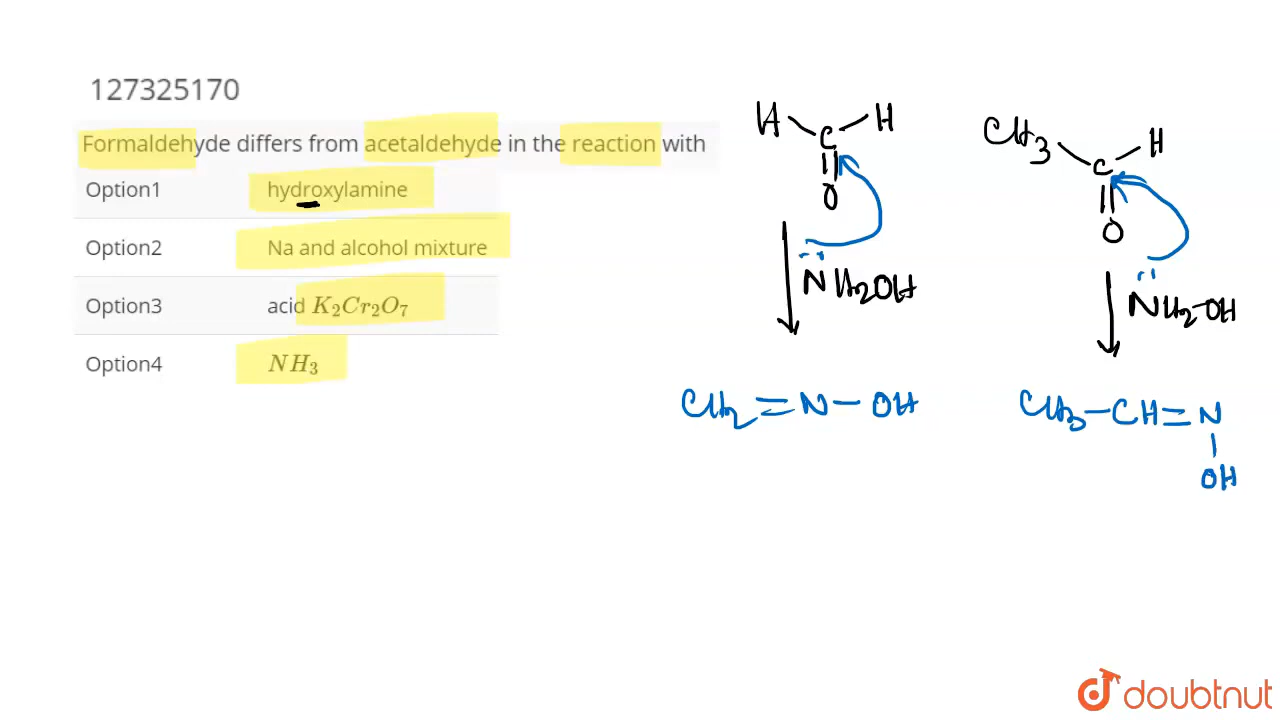 127325170
Formaldehyde differs from acetaldehyde in the reaction with
Option1 hydroxylamine
Option2 Na and alcohol mixture
Option3 acid K₂Cr₂O₇
Option4 NH₃
H C H
O
NH₂OH
CH₂=N-OH
CH₃ C H
O
NH₂-OH
CH₃-CH=N
OH
doubtnut